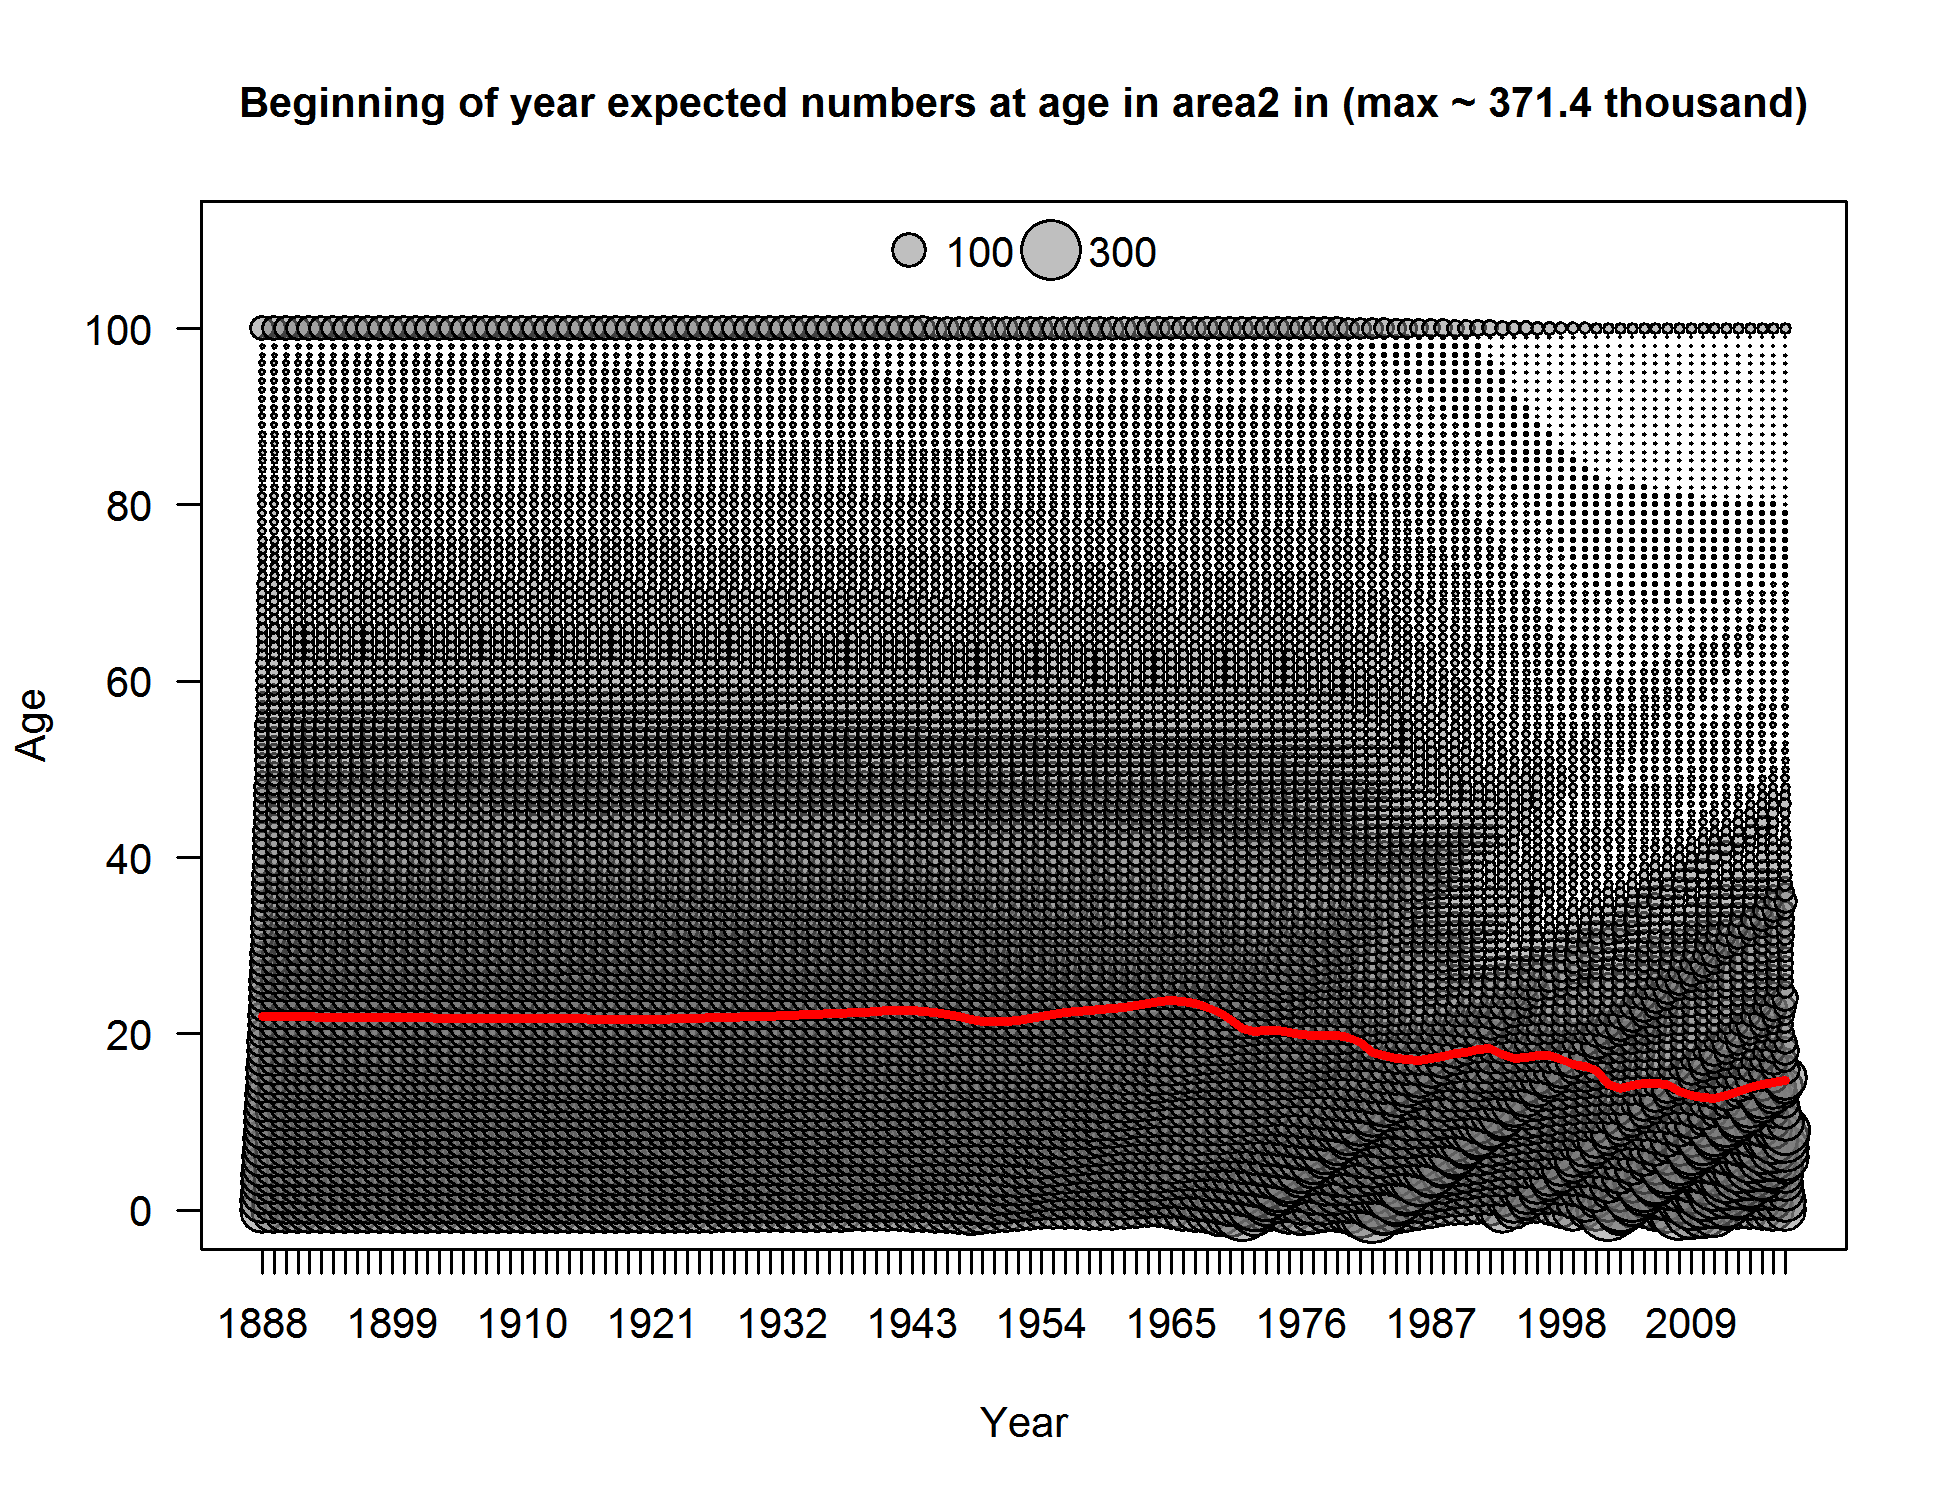 Beginning of year expected numbers at age in area2 in (max ~ 371.4 thousand)
100 300
100
80
60
40
20
0
Age
1888 1899 1910 1921 1932 1943 1954 1965 1976 1987 1998 2009
Year